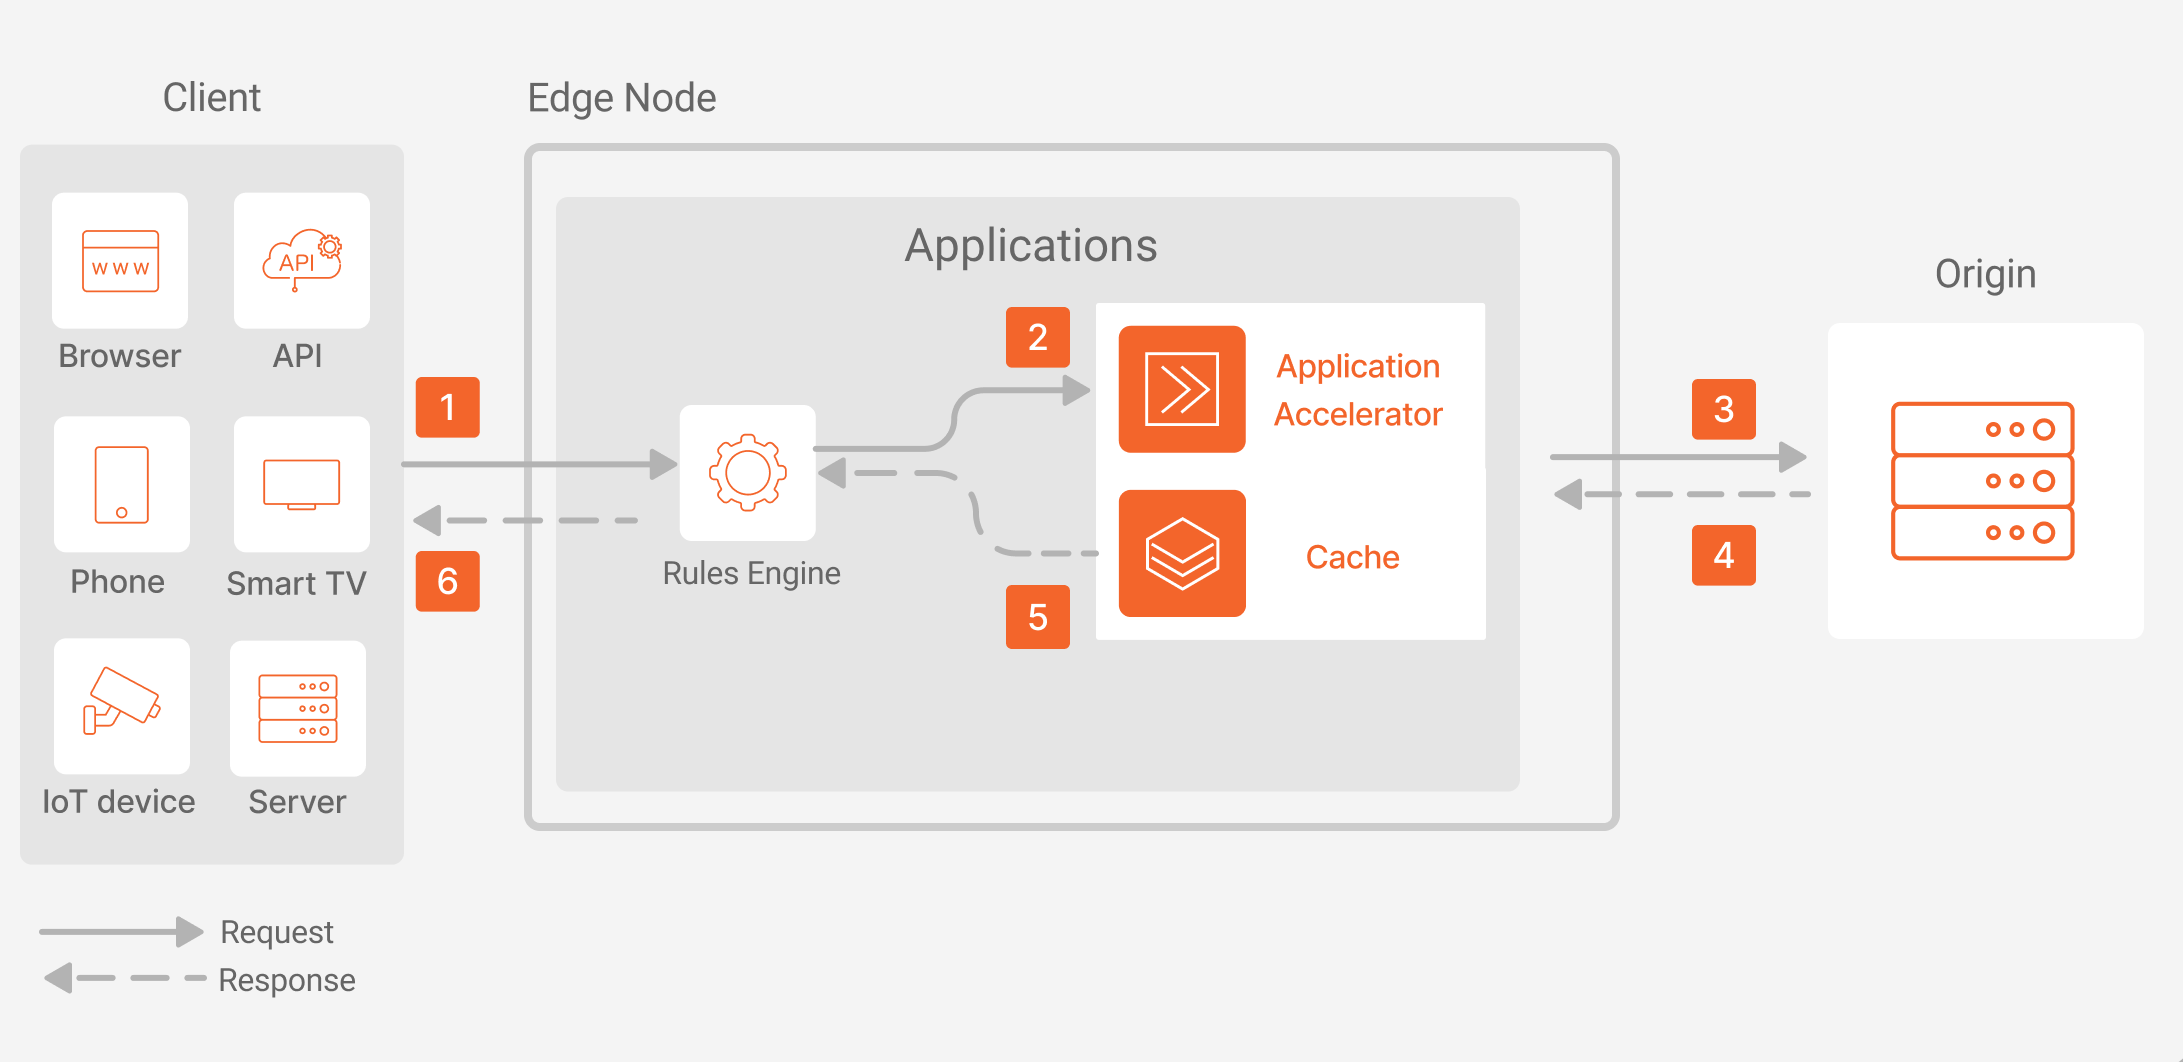 Client
Edge Node
Applications
Origin
www
API
Browser
API
1
2
Application
Accelerator
3
Phone
Smart TV
6
Rules Engine
5
Cache
4
IoT device
Server
Request
Response